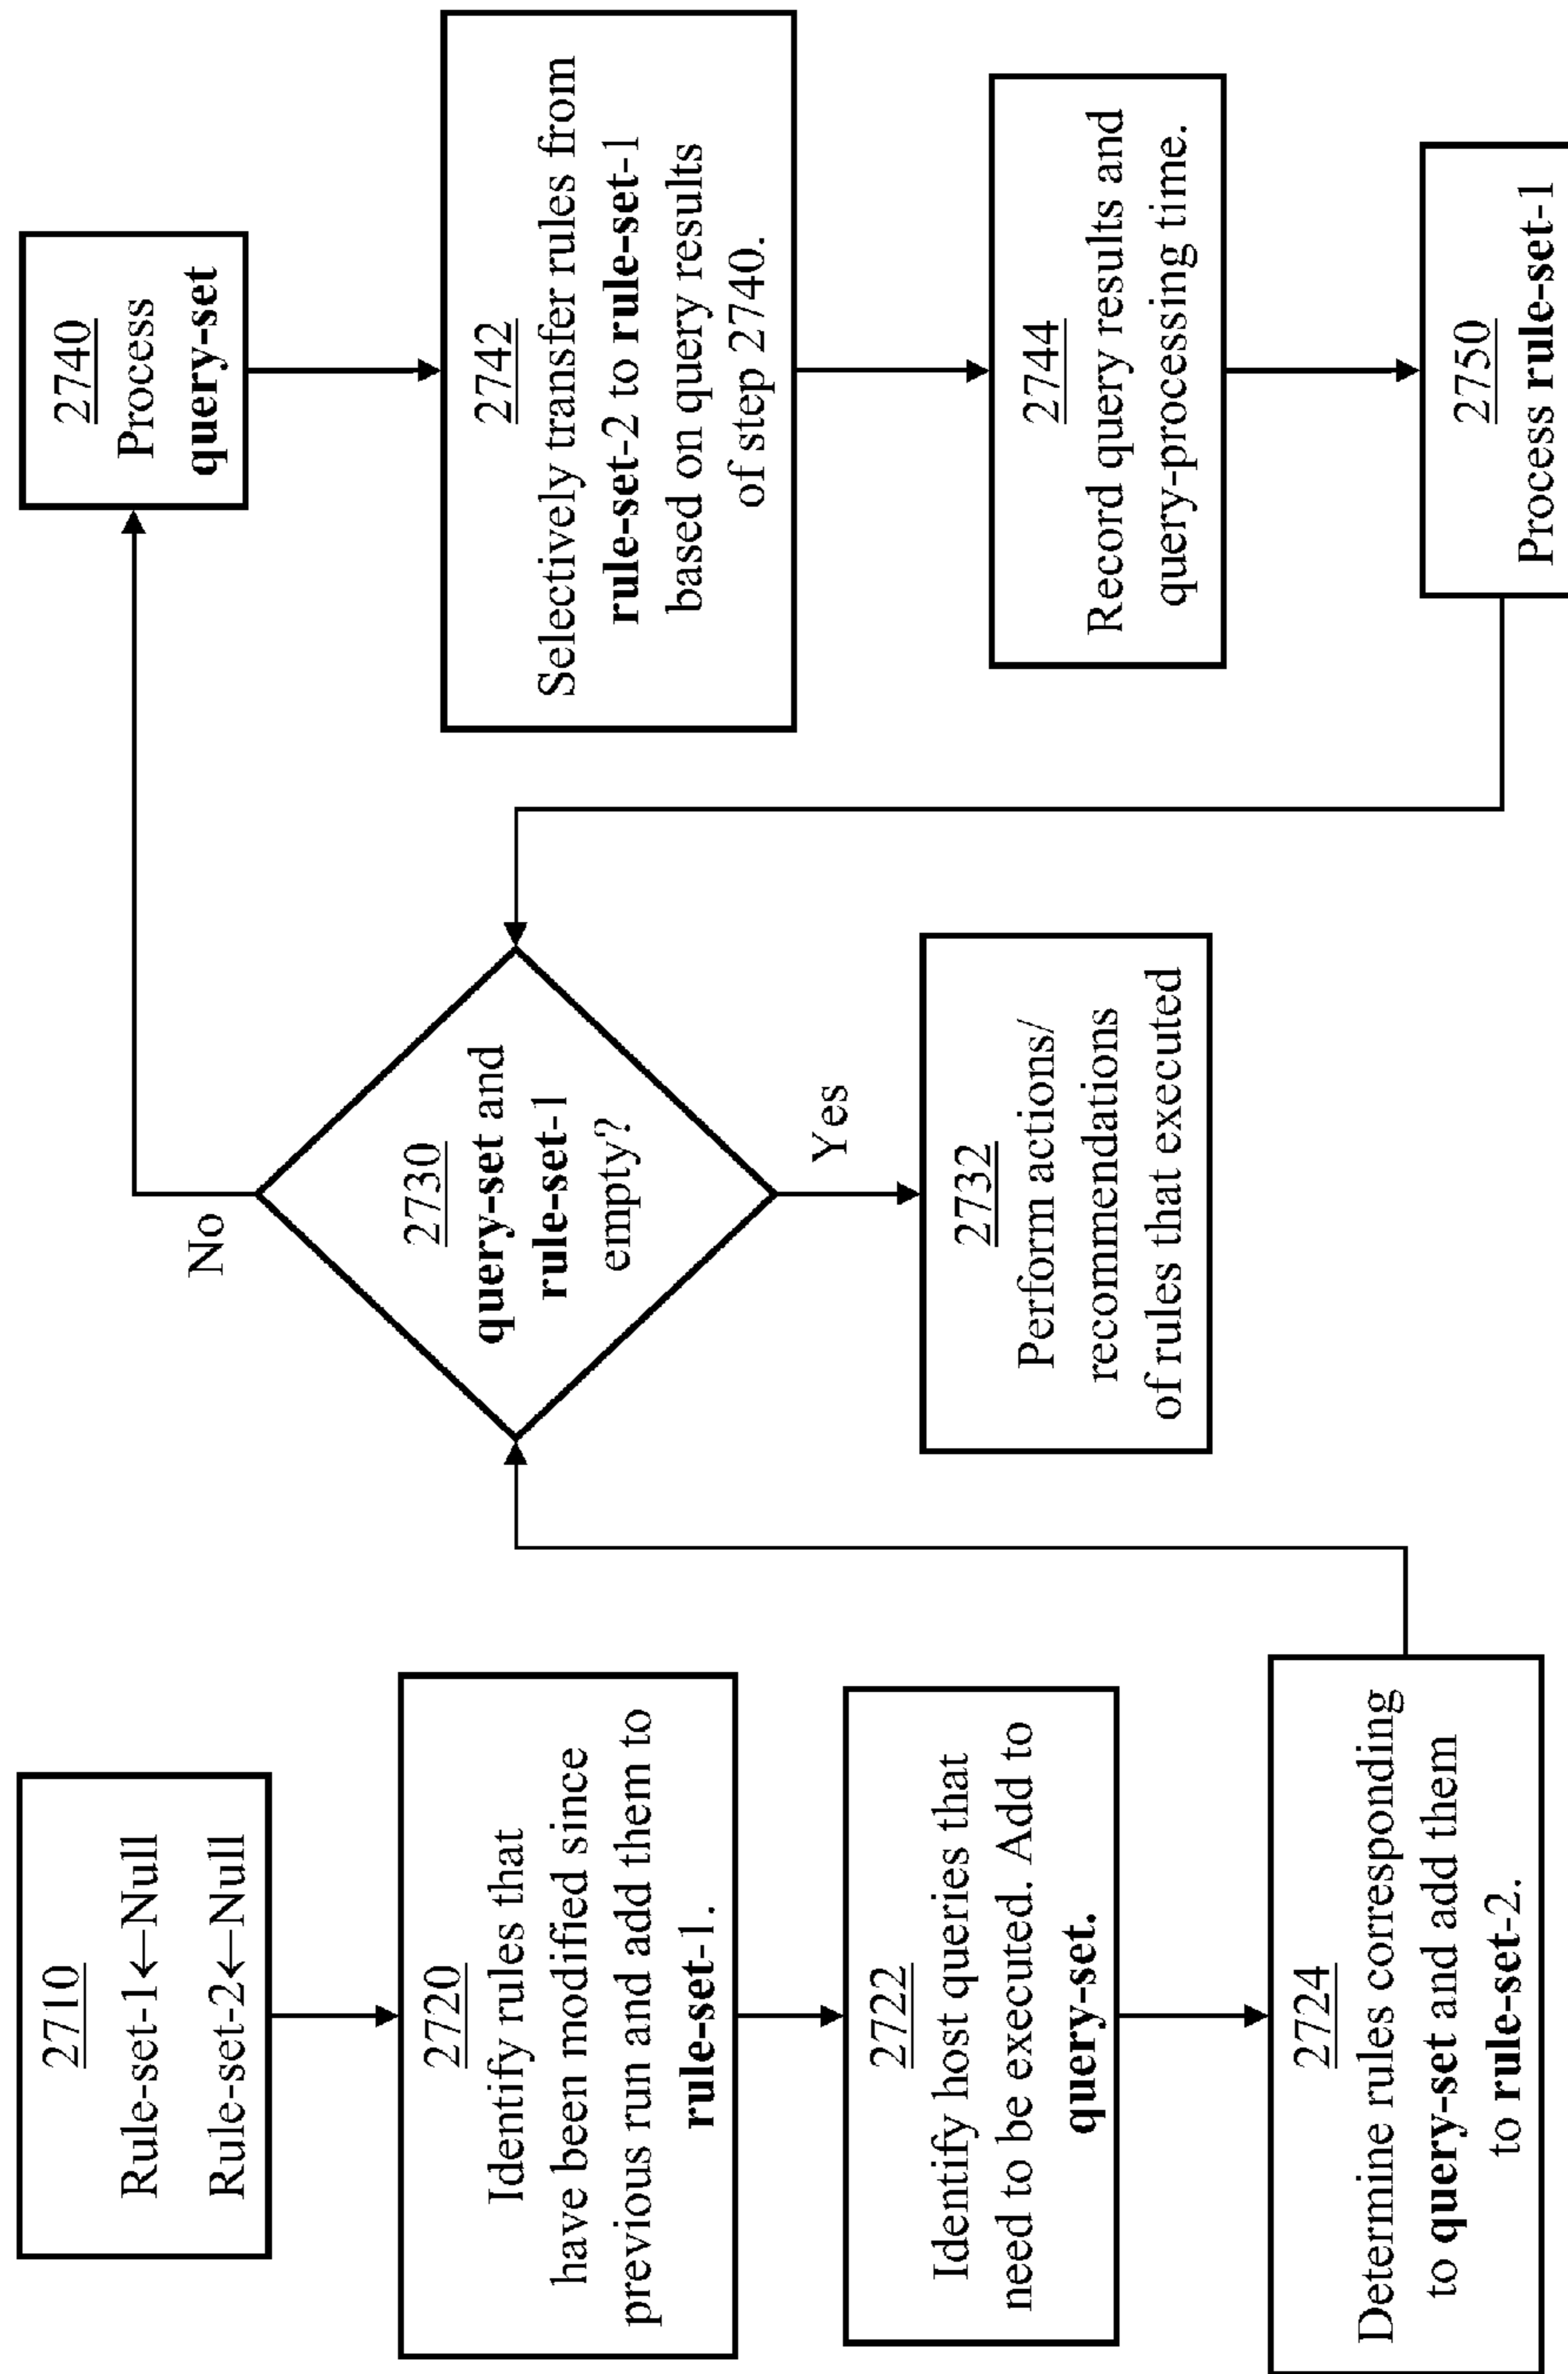 2710
Rule-set-1←Null
Rule-set-2←Null
2720
Identify rules that
have been modified since
previous run and add them to
rule-set-1.
2722
Identify host queries that
need to be executed. Add to
query-set.
2724
Determine rules corresponding
to query-set and add them
to rule-set-2.
No
2730
query-set and
rule-set-1
empty?
Yes
2732
Perform actions/
recommendations
of rules that executed
2740
Process
query-set
2742
Selectively transfer rules from
rule-set-2 to rule-set-1
based on query results
of step 2740.
2744
Record query results and
query-processing time.
2750
Process rule-set-1